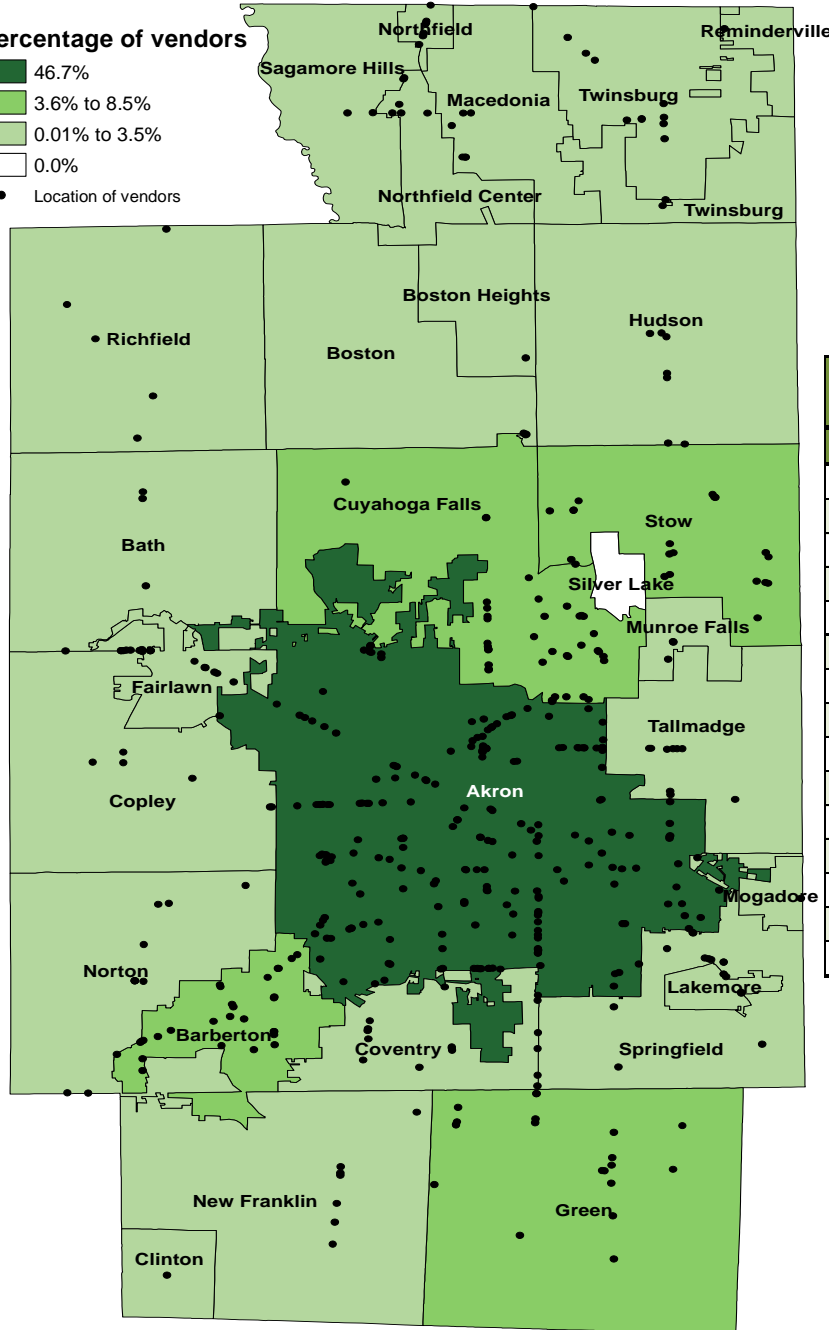 ercentage of vendors
46.7%
3.6% to 8.5%
0.01% to 3.5%
0.0%
Location of vendors
Northfield
Reminderville
Sagamore Hills
Macedonia
Twinsburg
Northfield Center
Twinsburg
Boston Heights
Hudson
Richfield
Boston
Cuyahoga Falls
Stow
Bath
Silver Lake
Munroe Falls
Fairlawn
Tallmadge
Akron
Copley
Mogadore
Norton
Lakemore
Barberton
Coventry
Springfield
New Franklin
Green
Clinton